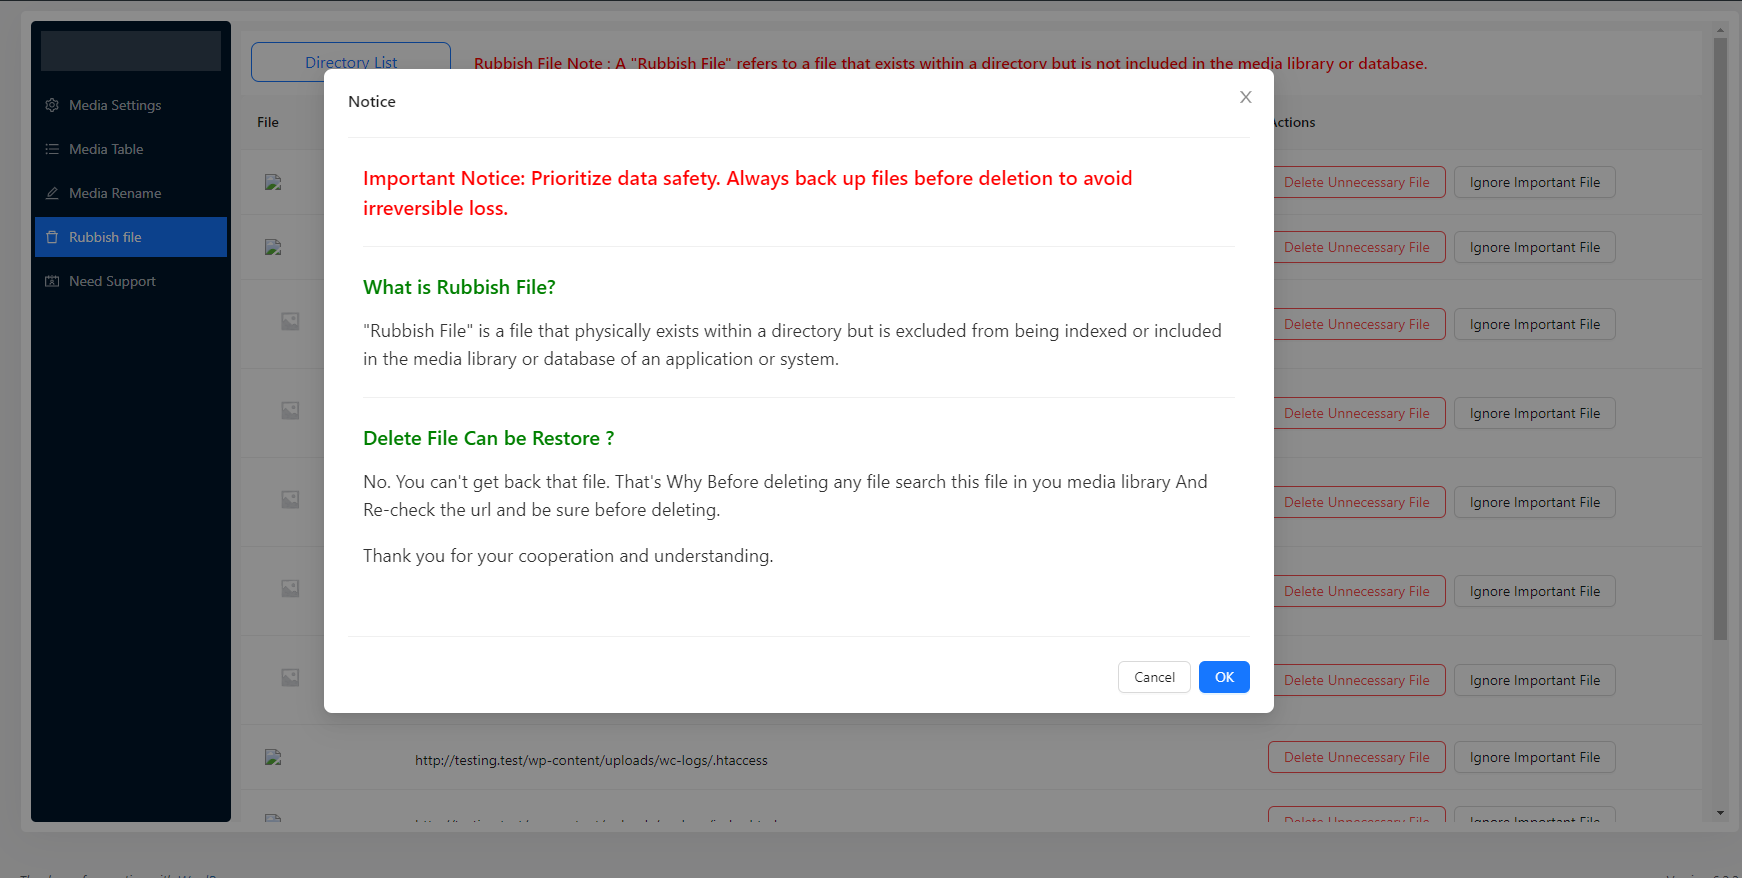 Directory List
Rubbish File Note : A "Rubbish File" refers to a file that exists within a directory but is not included in the media library or database.
Media Settings
Media Table
Media Rename
Rubbish file
Need Support
File
Actions
Notice
Important Notice: Prioritize data safety. Always back up files before deletion to avoid
irreversible loss.
What is Rubbish File?
"Rubbish File" is a file that physically exists within a directory but is excluded from being indexed or included
in the media library or database of an application or system.
Delete File Can be Restore ?
No. You can't get back that file. That's Why Before deleting any file search this file in you media library And
Re-check the url and be sure before deleting.
Thank you for your cooperation and understanding.
Cancel
OK
Delete Unnecessary File Ignore Important File
Delete Unnecessary File Ignore Important File
Delete Unnecessary File Ignore Important File
Delete Unnecessary File Ignore Important File
Delete Unnecessary File Ignore Important File
Delete Unnecessary File Ignore Important File
Delete Unnecessary File Ignore Important File
http://testing.test/wp-content/uploads/wc-logs/.htaccess Delete Unnecessary File Ignore Important File
Delete Unnecessary File Ignore Important File